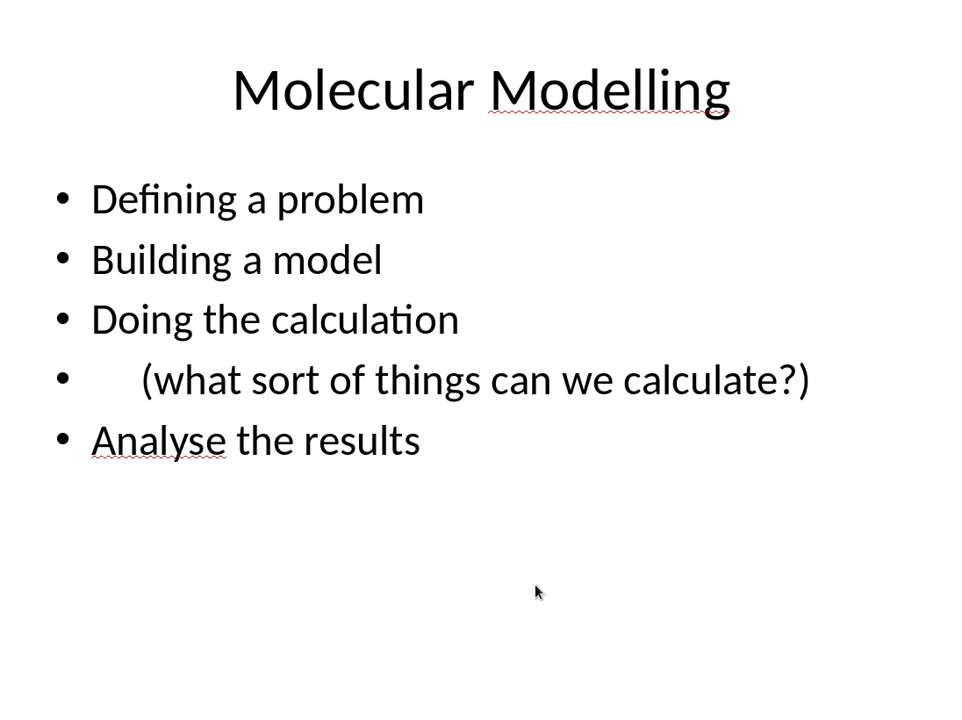 Molecular Modelling
• Defining a problem
• Building a model
• Doing the calculation
• (what sort of things can we calculate?)
• Analyse the results